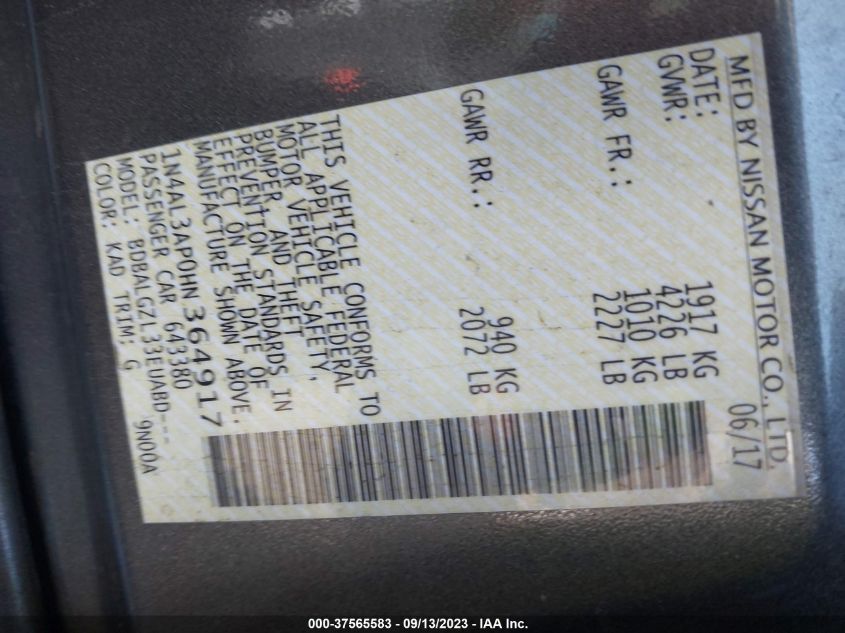 MFD BY NISSAN MOTOR CO., LTD.
DATE: 06/17
GVWR: 1917 KG
4226 LB
GAWR FR.: 1010 KG
2227 LB
GAWR RR.: 940 KG
2072 LB
THIS VEHICLE CONFORMS TO
ALL APPLICABLE FEDERAL
MOTOR VEHICLE SAFETY,
BUMPER, AND THEFT
PREVENTION STANDARDS IN
EFFECT ON THE DATE OF
MANUFACTURE SHOWN ABOVE.
1N4AL3AP0HN364917
PASSENGER CAR 643380
MODEL: BDBALGZL33EUABD---
COLOR: KAD TRIM: G 9N00A
000-37565583 - 09/13/2023 - IAA Inc.